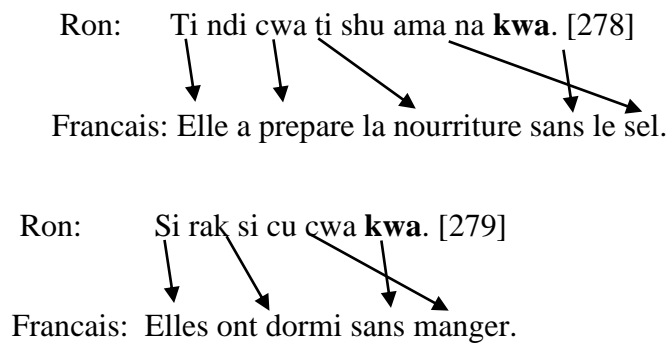 Ron: Ti ndi cwa ti shu ama na kwa. [278]
Francais: Elle a prepare la nourriture sans le sel.
Ron: Si rak si cu cwa kwa. [279]
Francais: Elles ont dormi sans manger.